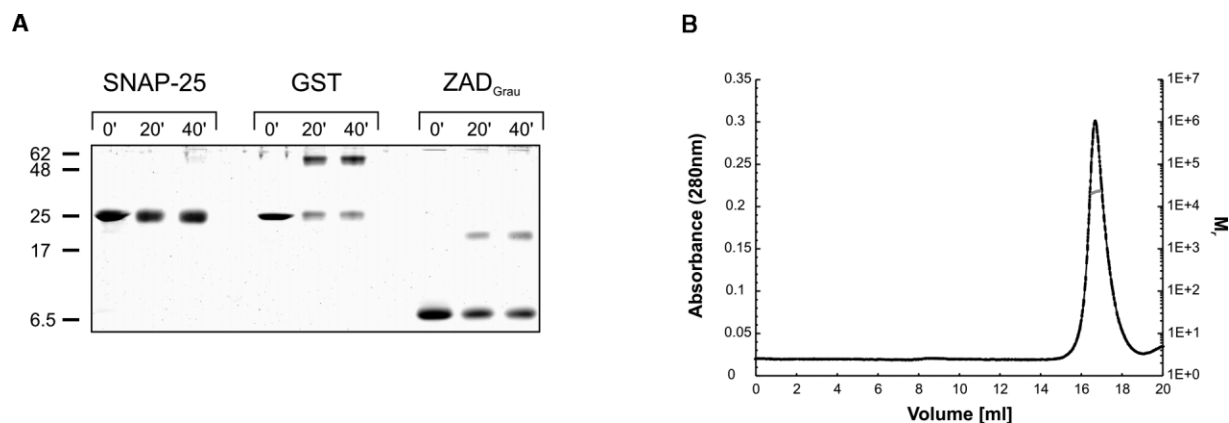 A
SNAP-25 GST ZADGrau
0' 20' 40' 0' 20' 40' 0' 20' 40'
62
48
25
17
6.5
B
0.35
0.3
0.25
0.2
0.15
0.1
0.05
0
Absorbance (280nm)
1E+7
1E+6
1E+5
1E+4
1E+3
1E+2
1E+1
1E+0
Mr
0 2 4 6 8 10 12 14 16 18 20
Volume [ml]